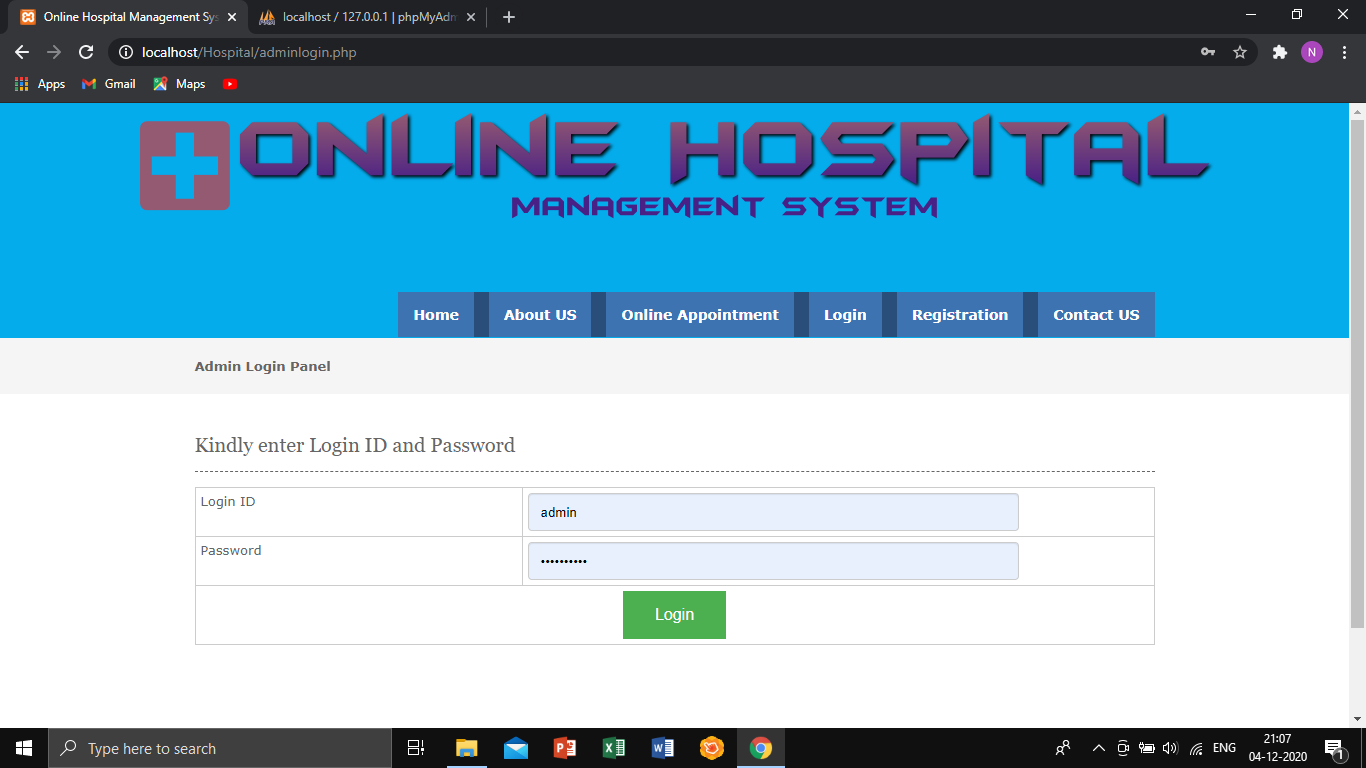 Online Hospital Management Sys
localhost / 127.0.0.1 | phpMyAdm
localhost/Hospital/adminlogin.php
N
Apps
Gmail
Maps
ONLINE HOSPITAL
MANAGEMENT SYSTEM
Home
About US
Online Appointment
Login
Registration
Contact US
Admin Login Panel
Kindly enter Login ID and Password
Login ID
admin
Password
••••••••••
Login
Type here to search
ENG
21:07
04-12-2020
1